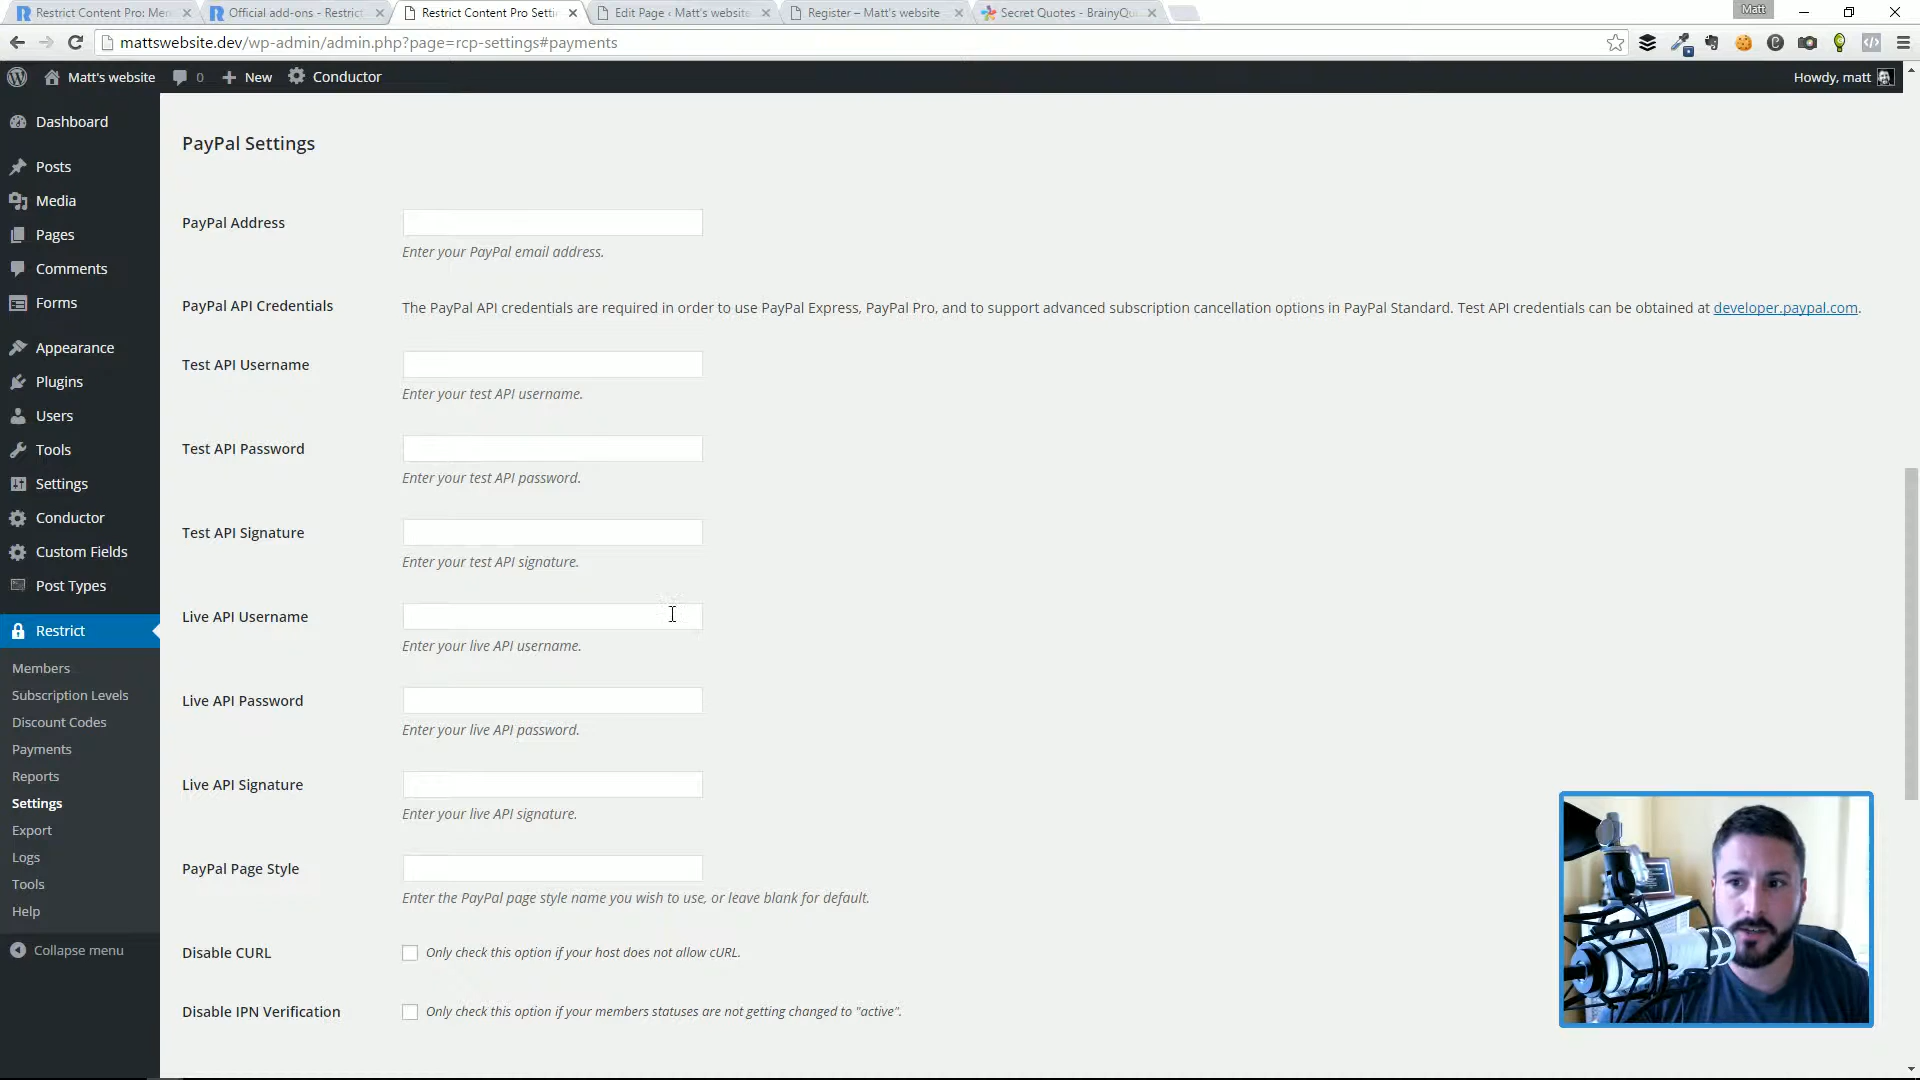 Restrict Content Pro: Mem
Official add-ons - Restrict
Restrict Content Pro Setti
Edit Page ‹ Matt's website
Register – Matt's website
Secret Quotes - BrainyQu
Matt
mattswebsite.dev/wp-admin/admin.php?page=rcp-settings#payments
Matt's website
0
New
Conductor
Howdy, matt
Dashboard
Posts
Media
Pages
Comments
Forms
Appearance
Plugins
Users
Tools
Settings
Conductor
Custom Fields
Post Types
Restrict
Members
Subscription Levels
Discount Codes
Payments
Reports
Settings
Export
Logs
Tools
Help
Collapse menu
PayPal Settings
PayPal Address
Enter your PayPal email address.
PayPal API Credentials
The PayPal API credentials are required in order to use PayPal Express, PayPal Pro, and to support advanced subscription cancellation options in PayPal Standard. Test API credentials can be obtained at developer.paypal.com.
Test API Username
Enter your test API username.
Test API Password
Enter your test API password.
Test API Signature
Enter your test API signature.
Live API Username
Enter your live API username.
Live API Password
Enter your live API password.
Live API Signature
Enter your live API signature.
PayPal Page Style
Enter the PayPal page style name you wish to use, or leave blank for default.
Disable CURL
Only check this option if your host does not allow cURL.
Disable IPN Verification
Only check this option if your members statuses are not getting changed to "active".